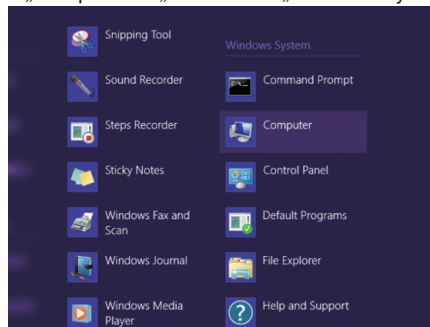 Snipping Tool
Sound Recorder
Steps Recorder
Sticky Notes
Windows Fax and
Scan
Windows Journal
Windows Media
Player
Windows System
Command Prompt
Computer
Control Panel
Default Programs
File Explorer
Help and Support